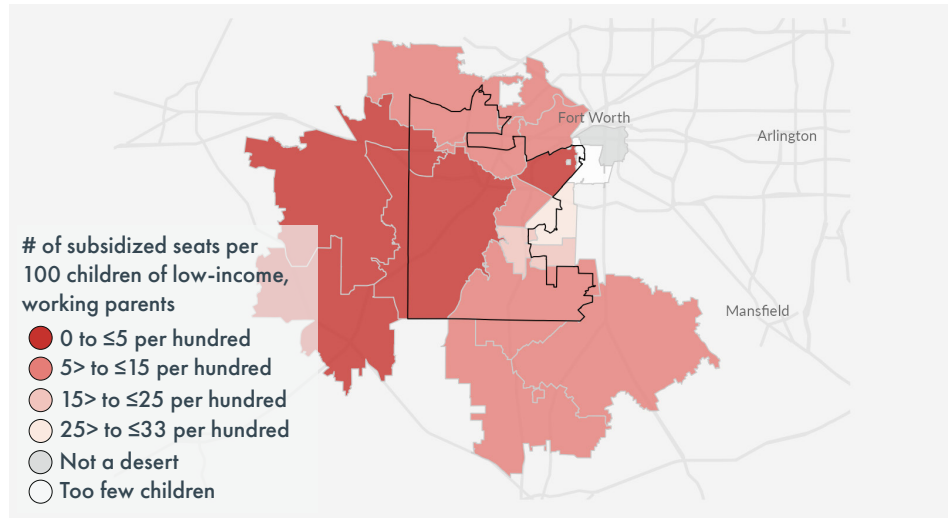 Fort Worth
Arlington
# of subsidized seats per
100 children of low-income,
working parents
Mansfield
0 to ≤5 per hundred
5> to ≤15 per hundred
15> to ≤25 per hundred
25> to ≤33 per hundred
Not a desert
Too few children